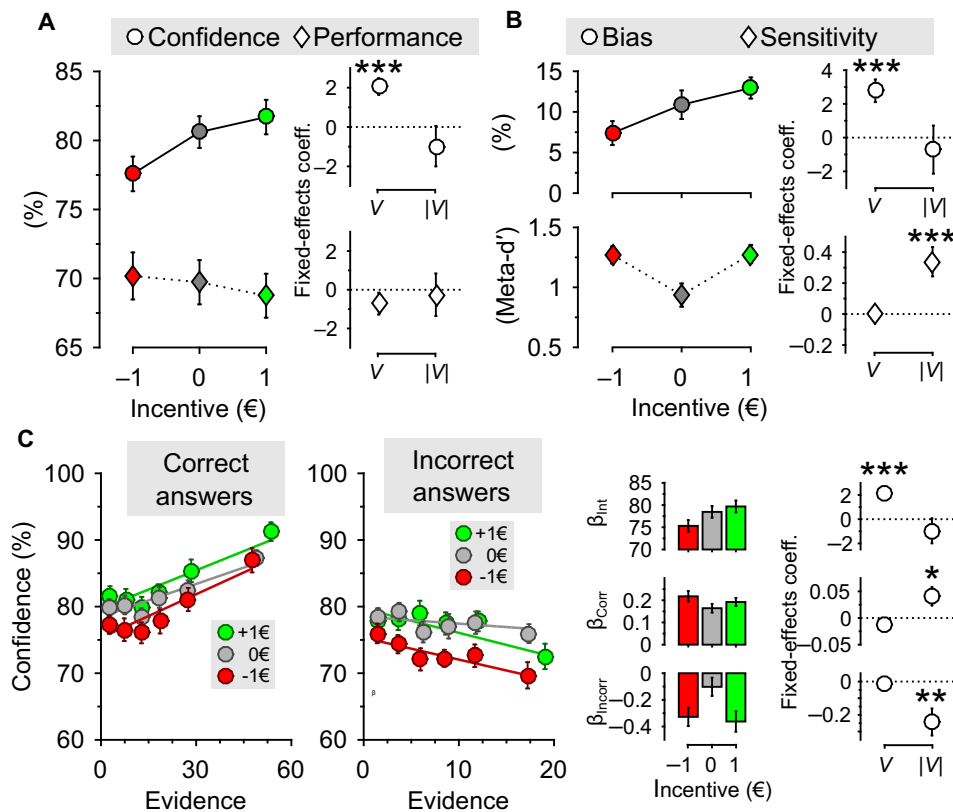 A
Confidence Performance
85
80
75
70
65
(%)
−1 0 1
Incentive (€)
***
2
0
−2
V |V|
2
0
−2
V |V|
Fixed-effects coeff.
B
Bias Sensitivity
15
10
5
0
(%)
1.5
1
0.5
(Meta-d′)
−1 0 1
Incentive (€)
***
4
2
0
−2
V |V|
***
0.4
0.2
0
−0.2
V |V|
Fixed-effects coeff.
C
Correct
answers
100
90
80
70
60
Confidence (%)
+1€
0€
-1€
0 30 60
Evidence
Incorrect
answers
100
90
80
70
60
+1€
0€
-1€
β
0 10 20
Evidence
85
80
75
70
βInt
0.2
0.1
0
βCorr
0
−0.2
−0.4
βIncorr
−1 0 1
Incentive (€)
***
2
0
−2
*
0.05
0
−0.05
**
0
−0.2
V |V|
Fixed-effects coeff.